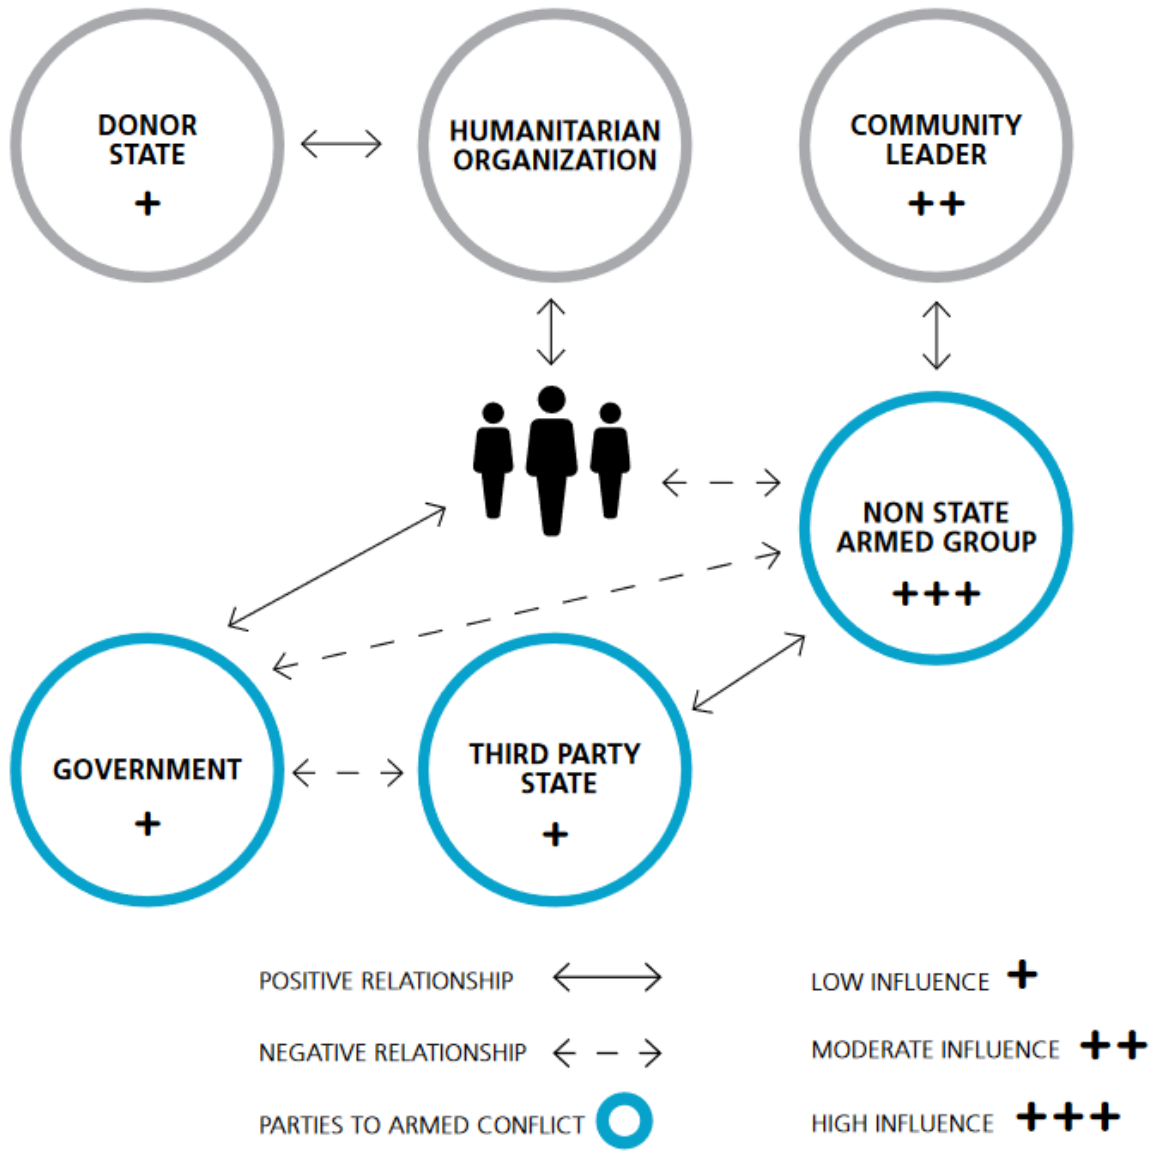 DONOR
STATE
+
HUMANITARIAN
ORGANIZATION
COMMUNITY
LEADER
++
NON STATE
ARMED GROUP
+++
GOVERNMENT
+
THIRD PARTY
STATE
+
POSITIVE RELATIONSHIP
NEGATIVE RELATIONSHIP
PARTIES TO ARMED CONFLICT
LOW INFLUENCE +
MODERATE INFLUENCE ++
HIGH INFLUENCE +++